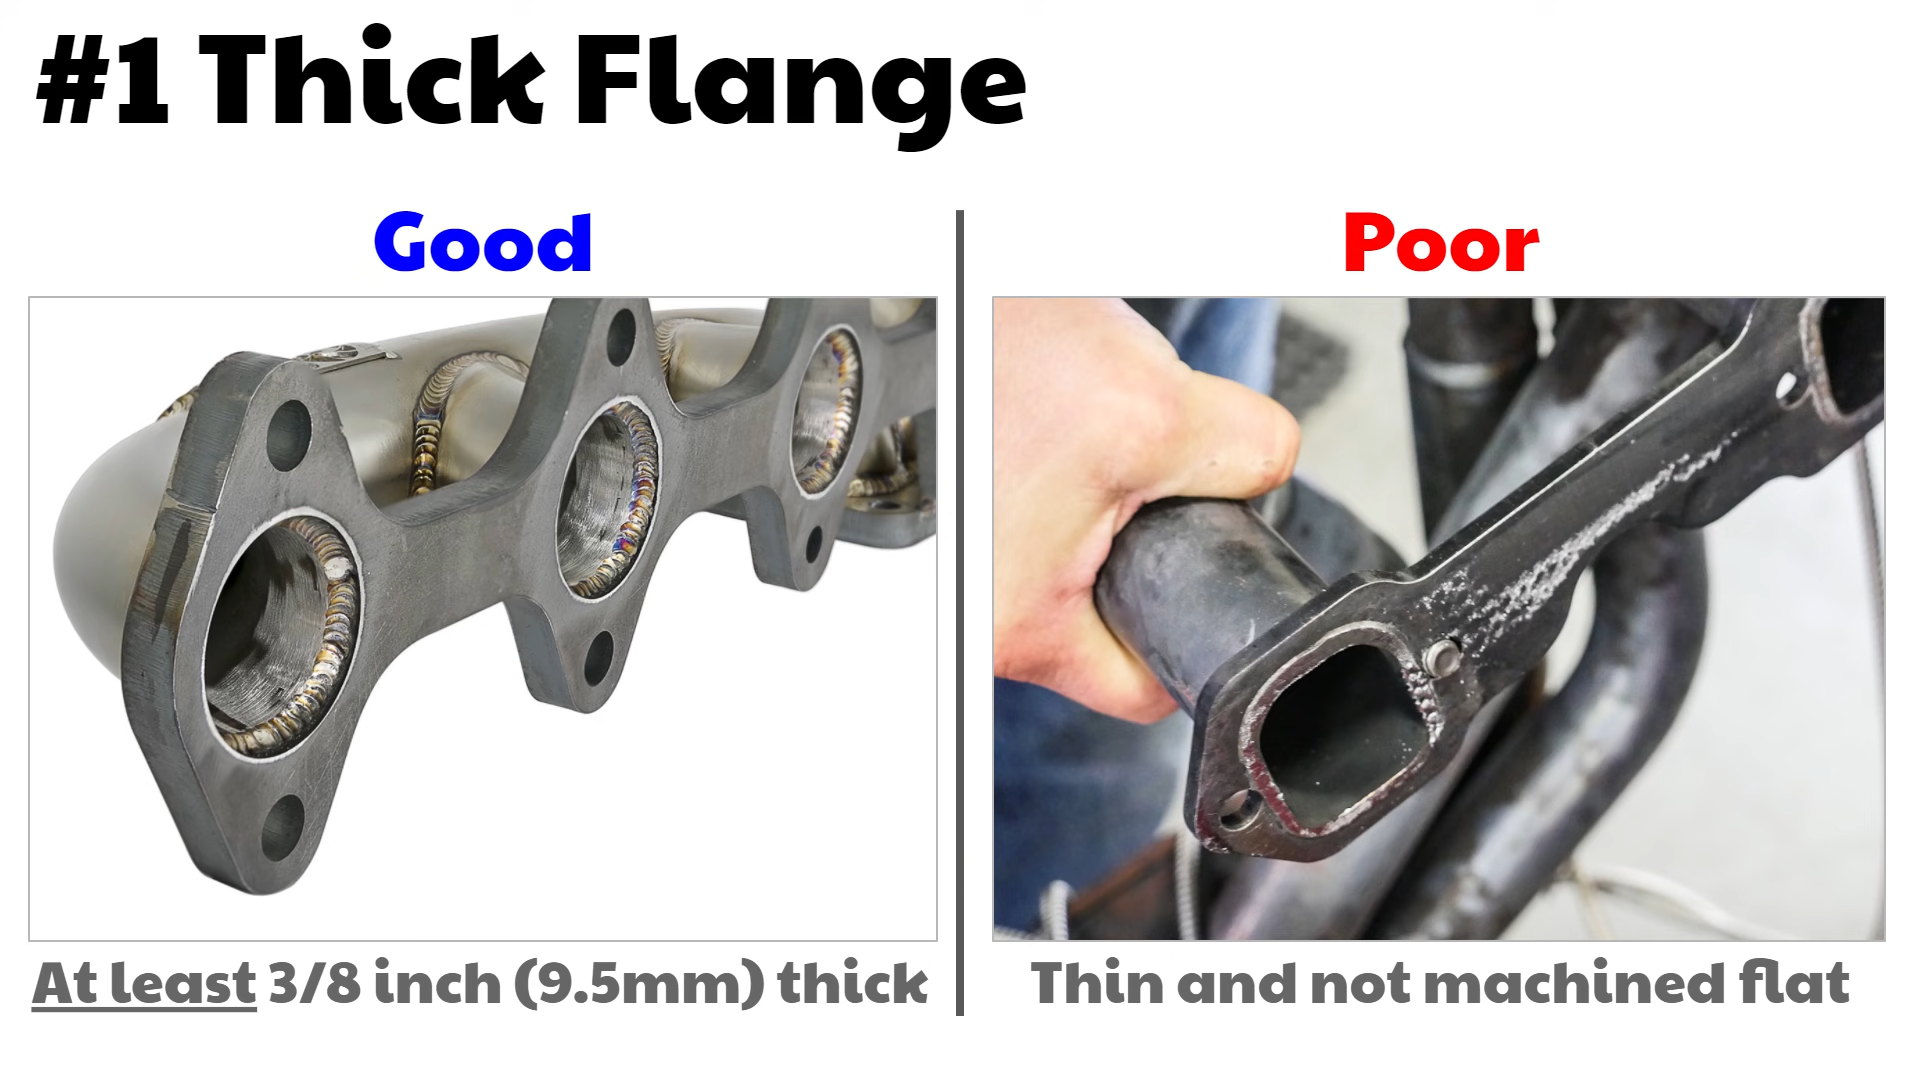 #1 Thick Flange
Good
Poor
At least 3/8 inch (9.5mm) thick
Thin and not machined flat